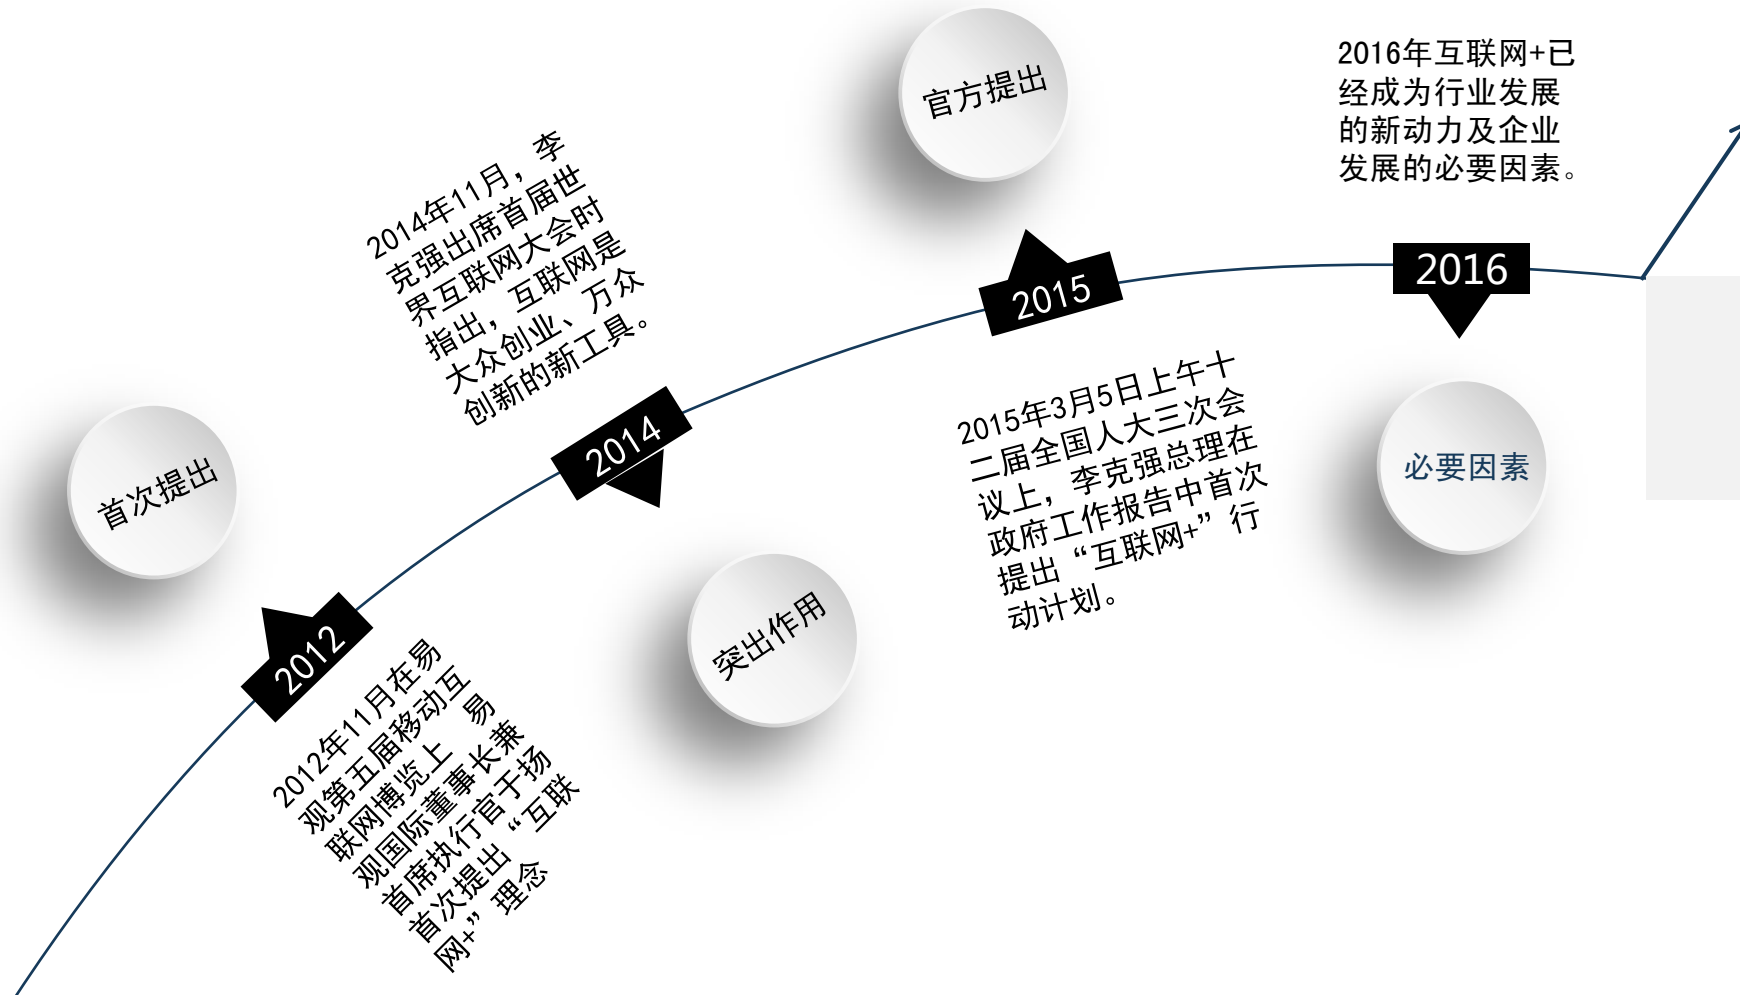 首次提出
2012
2012年11月在易
观第五届移动互
联网博览上 易
观国际董事长兼
首席执行官于扬
首次提出“互联
网+”理念
2014年11月，李
克强出席首届世
界互联网大会时
指出，互联网是
大众创业、万众
创新的新工具。
2014
突出作用
官方提出
2015
2015年3月5日上午十
二届全国人大三次会
议上，李克强总理在
政府工作报告中首次
提出“互联网+”行
动计划。
2016年互联网+已
经成为行业发展
的新动力及企业
发展的必要因素。
2016
必要因素